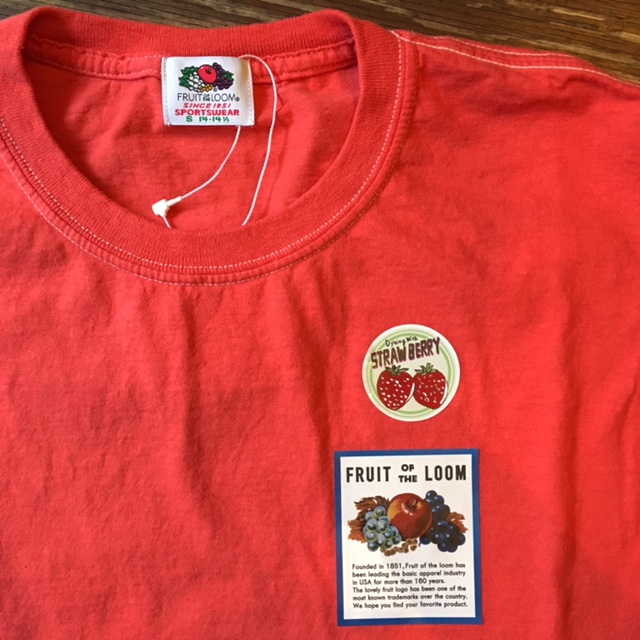 FRUIT OF THE LOOM®
SINCE 1851
SPORTSWEAR
S 14-14½
Dyeing With
STRAWBERRY
FRUIT OF THE LOOM
Founded in 1851,Fruit of the loom has
been leading the basic apparel industry
in USA for more than 160 years.
The lovely fruit logo has been one of the
most known trademarks over the country.
We hope you find your favorite product.